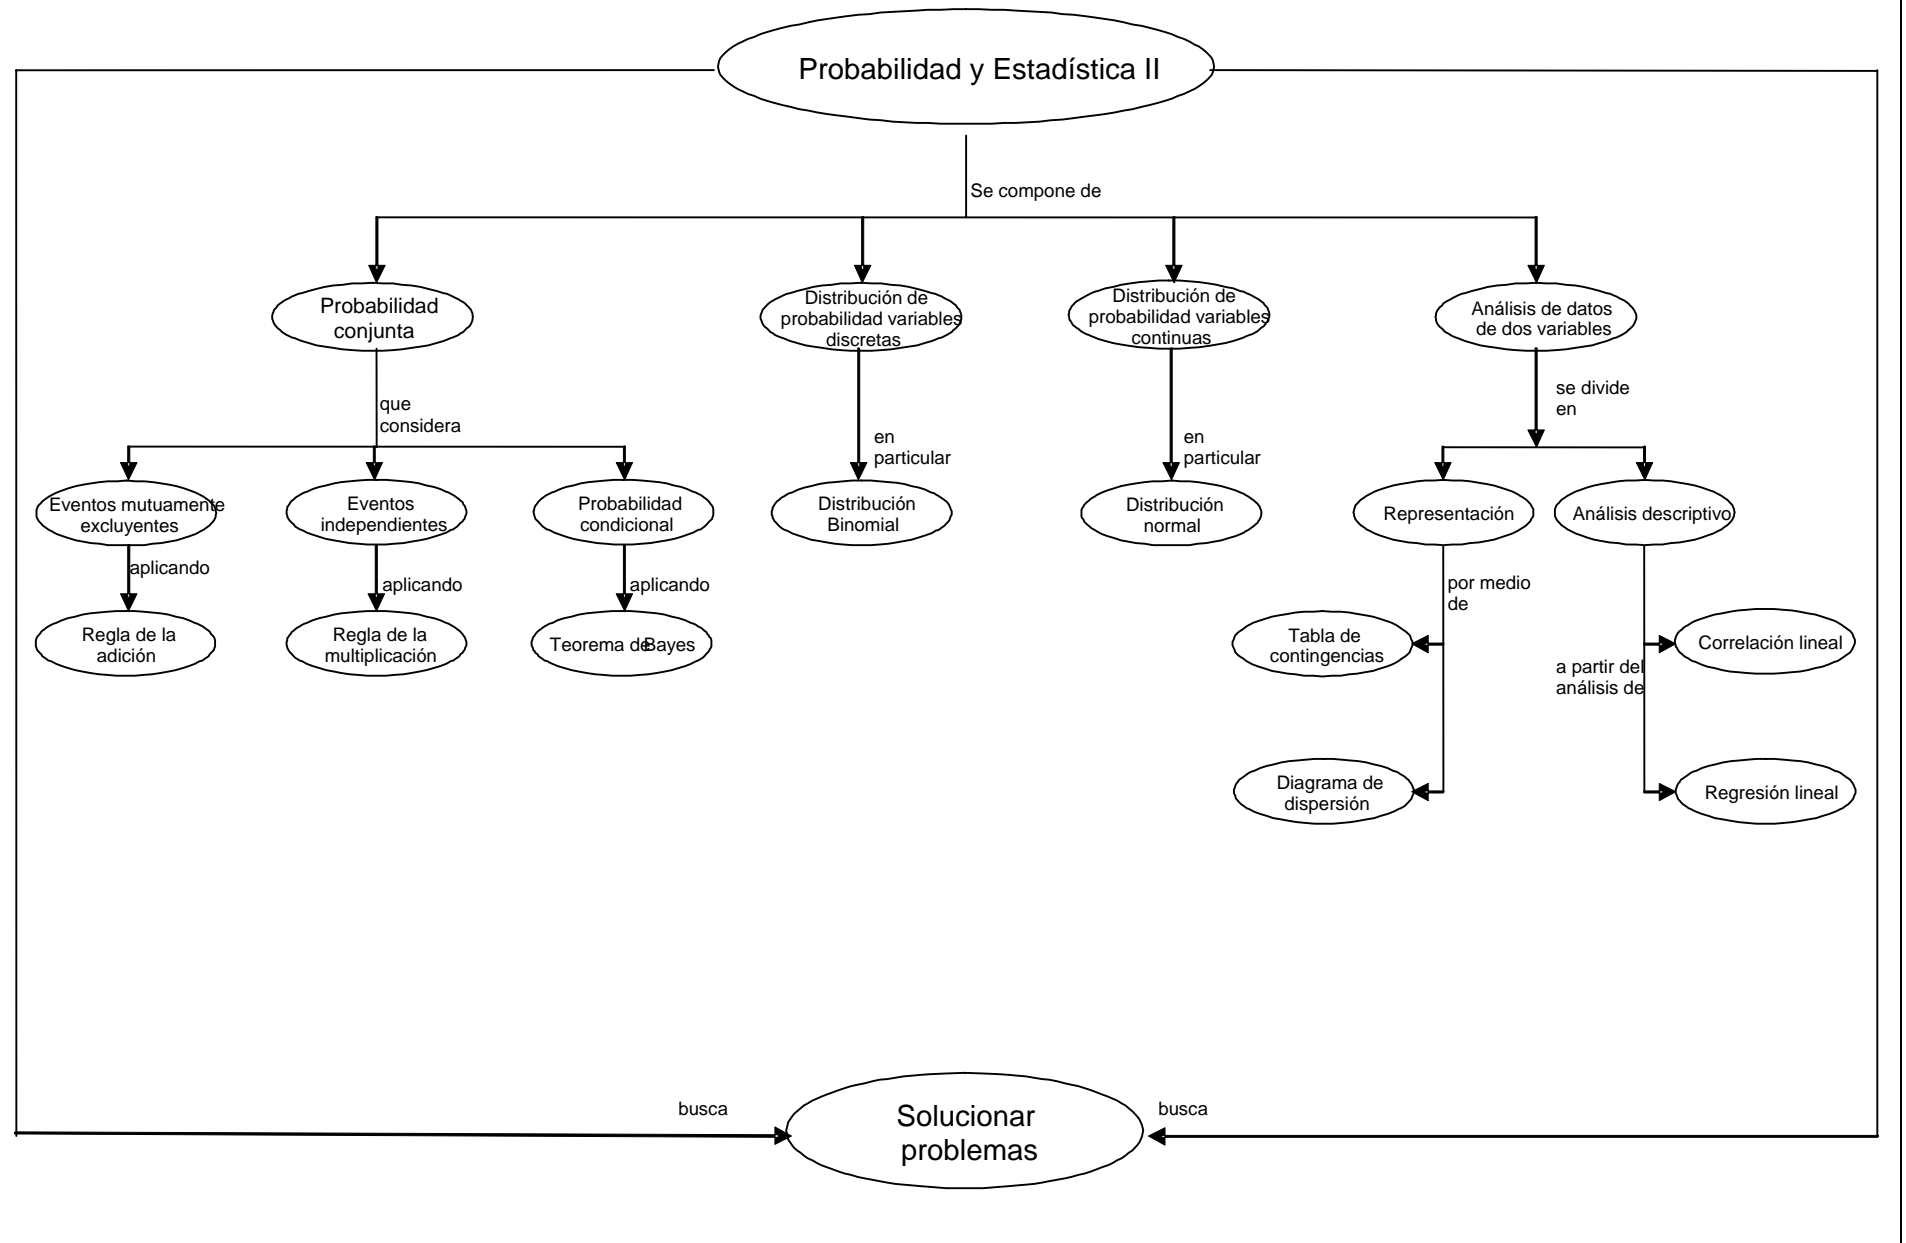 Probabilidad y Estadística II
Se compone de
Probabilidad
conjunta
Distribución de
probabilidad variables
discretas
Distribución de
probabilidad variables
continuas
Análisis de datos
de dos variables
que
considera
en
particular
en
particular
se divide
en
Eventos mutuamente
excluyentes
Eventos
independientes
Probabilidad
condicional
Distribución
Binomial
Distribución
normal
Representación
Análisis descriptivo
aplicando
aplicando
aplicando
por medio
de
Regla de la
adición
Regla de la
multiplicación
Teorema de Bayes
Tabla de
contingencias
a partir del
análisis de
Correlación lineal
Diagrama de
dispersión
Regresión lineal
busca
Solucionar
problemas
busca